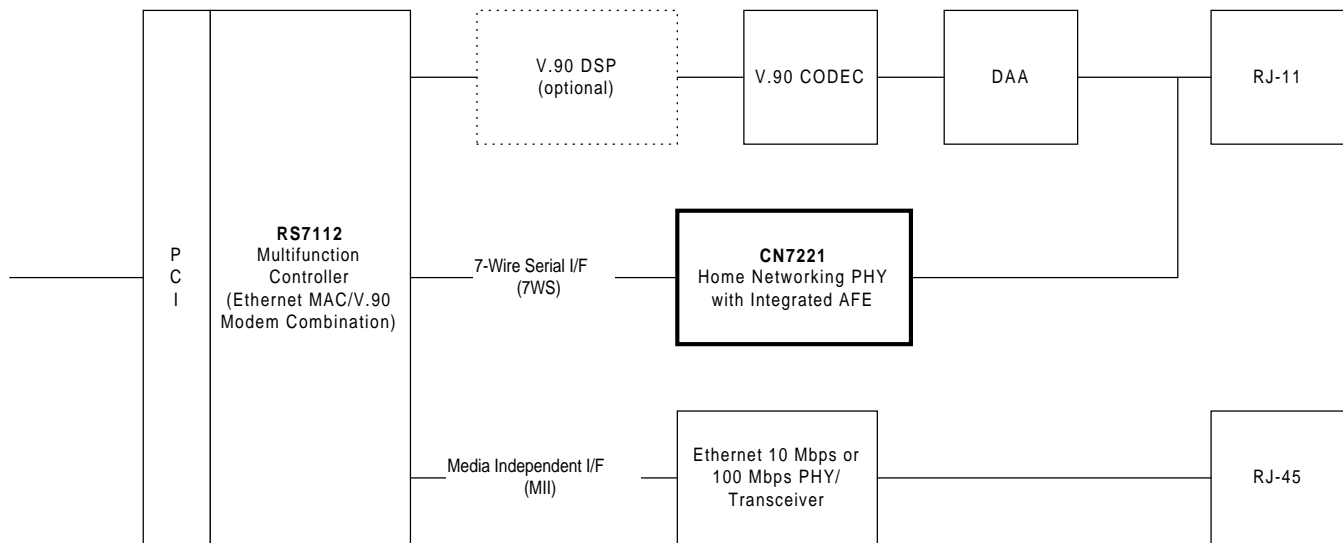 P
C
I
RS7112
Multifunction
Controller
(Ethernet MAC/V.90
Modem Combination)
V.90 DSP
(optional)
V.90 CODEC
DAA
RJ-11
7-Wire Serial I/F
(7WS)
CN7221
Home Networking PHY
with Integrated AFE
Media Independent I/F
(MII)
Ethernet 10 Mbps or
100 Mbps PHY/
Transceiver
RJ-45